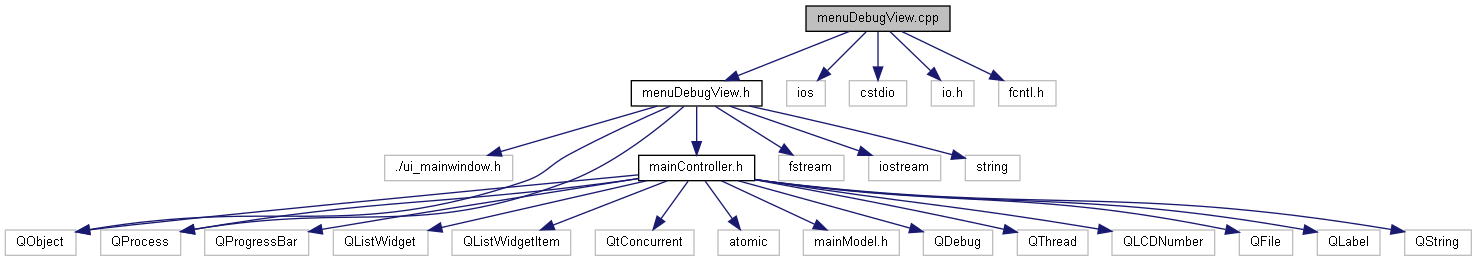 menuDebugView.cpp
menuDebugView.h
ios
cstdio
io.h
fcntl.h
./ui_mainwindow.h
mainController.h
fstream
iostream
string
QObject
QProcess
QProgressBar
QListWidget
QListWidgetItem
QtConcurrent
atomic
mainModel.h
QDebug
QThread
QLCDNumber
QFile
QLabel
QString